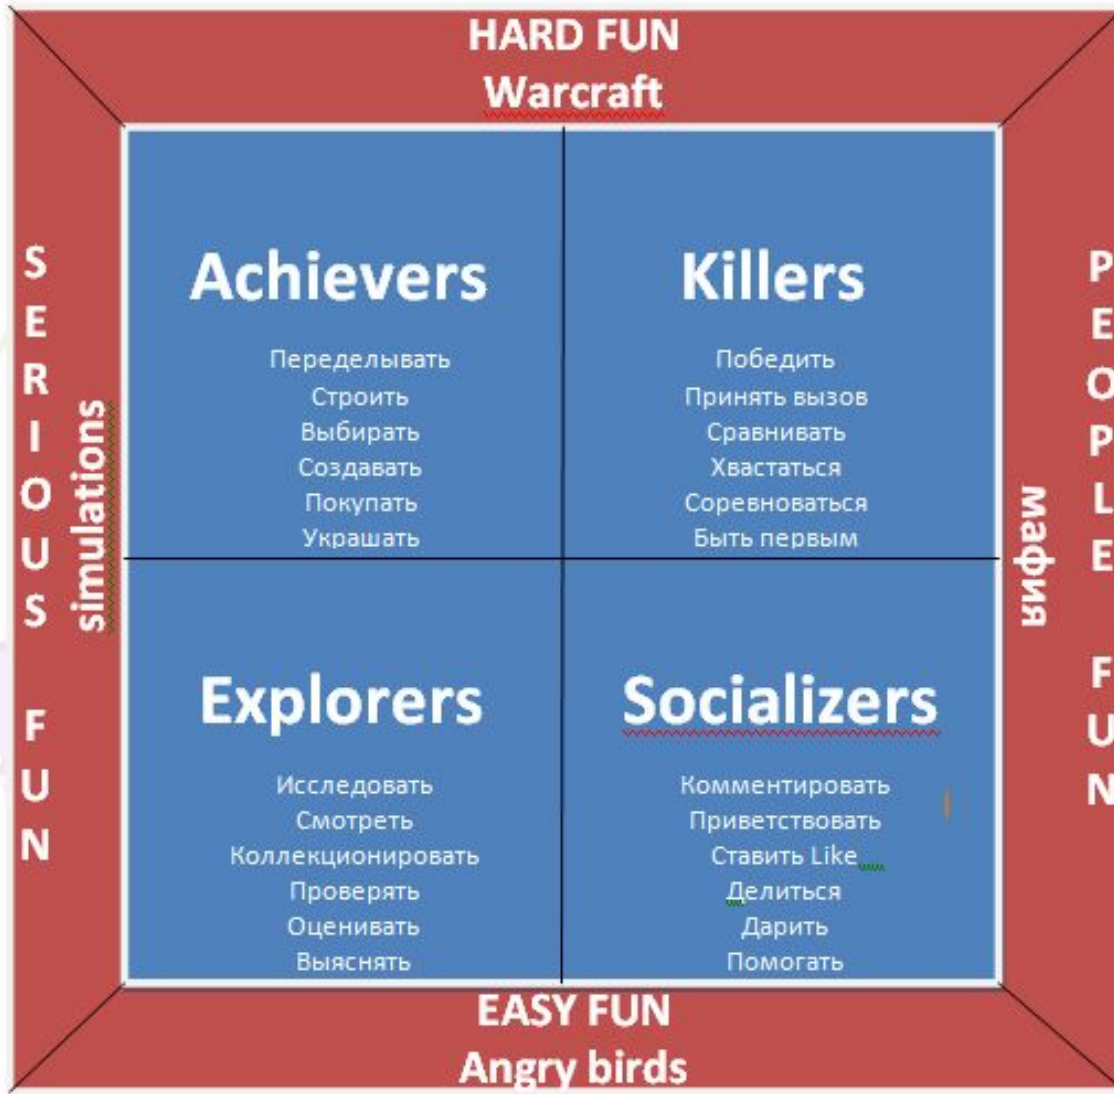 HARD FUN
Warcraft
SERIOUS FUN
simulations
Achievers
Переделывать
Строить
Выбирать
Создавать
Покупать
Украшать
Killers
Победить
Принять вызов
Сравнивать
Хвастаться
Соревноваться
Быть первым
Explorers
Исследовать
Смотреть
Коллекционировать
Проверять
Оценивать
Выяснять
Socializers
Комментировать
Приветствовать
Ставить Like
Делиться
Дарить
Помогать
PEOPLE FUN
мафия
EASY FUN
Angry birds